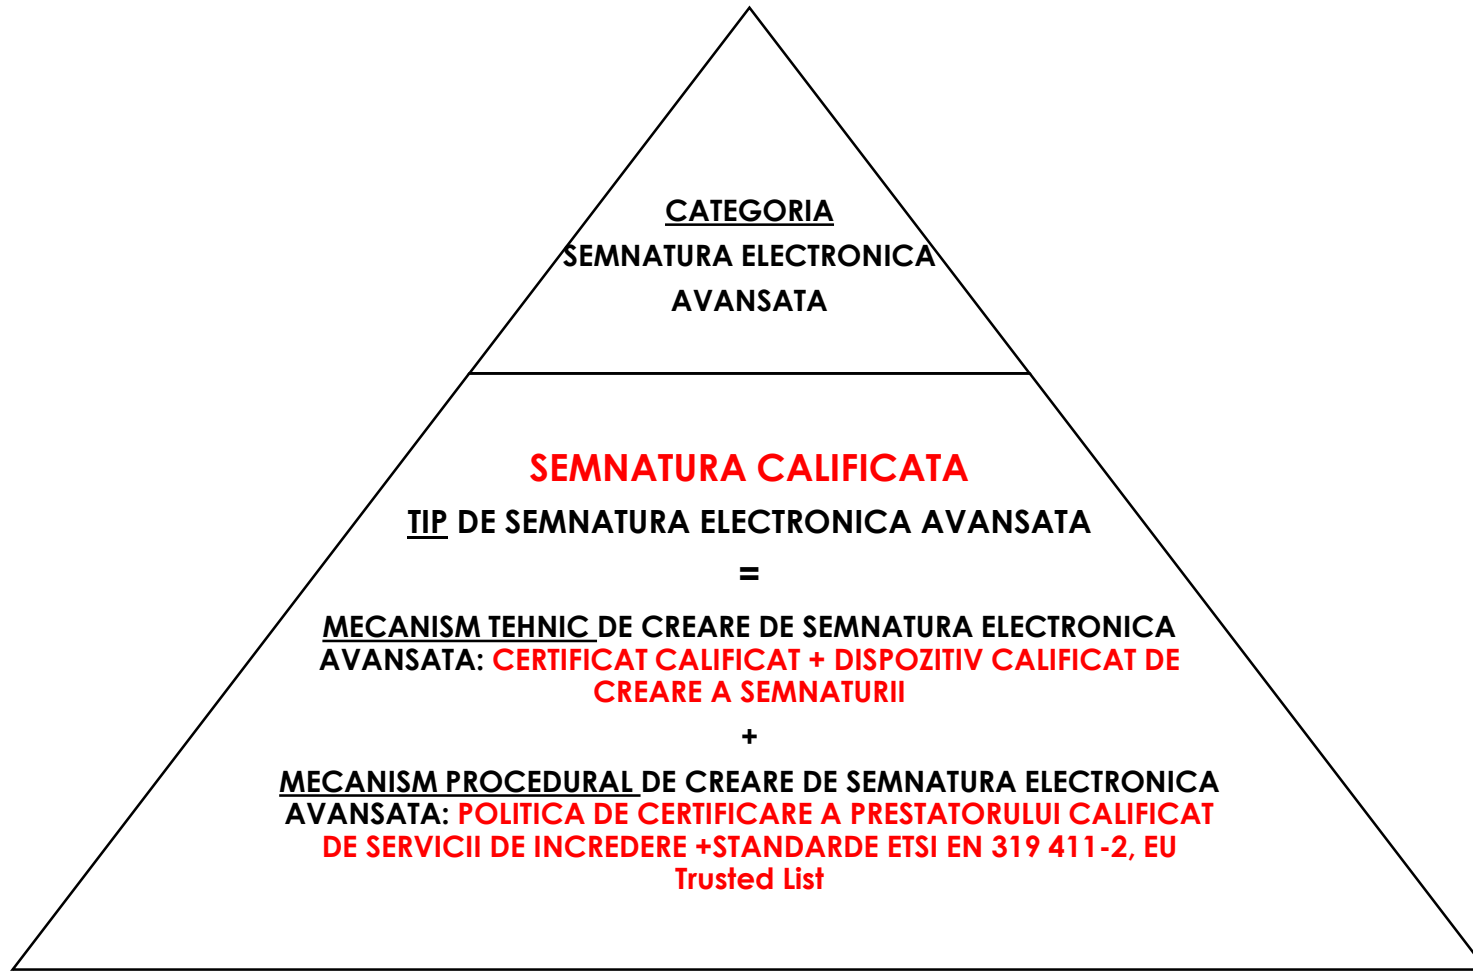 CATEGORIA
SEMNATURA ELECTRONICA
AVANSATA
SEMNATURA CALIFICATA
TIP DE SEMNATURA ELECTRONICA AVANSATA
=
MECANISM TEHNIC DE CREARE DE SEMNATURA ELECTRONICA
AVANSATA: CERTIFICAT CALIFICAT + DISPOZITIV CALIFICAT DE
CREARE A SEMNATURII
+
MECANISM PROCEDURAL DE CREARE DE SEMNATURA ELECTRONICA
AVANSATA: POLITICA DE CERTIFICARE A PRESTATORULUI CALIFICAT
DE SERVICII DE INCREDERE +STANDARDE ETSI EN 319 411-2, EU
Trusted List